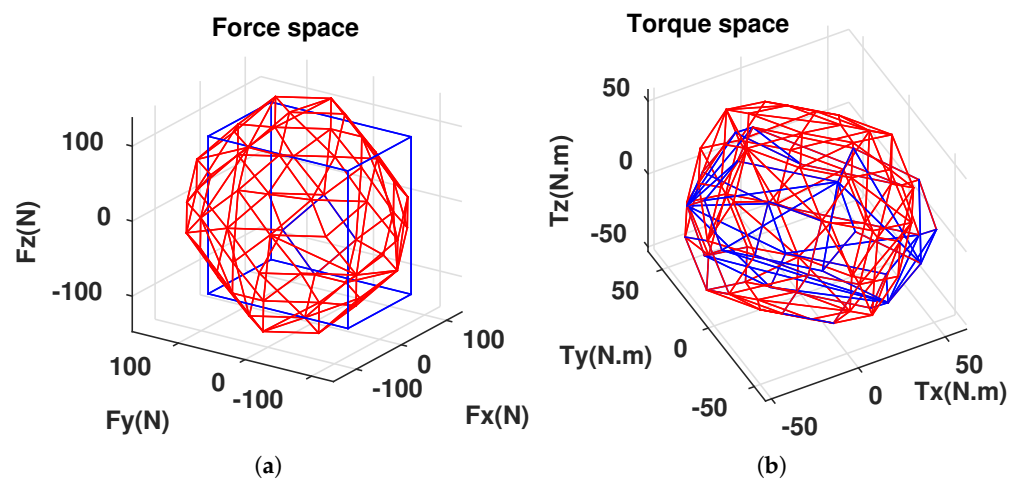 Force space
Torque space
100
0
-100
Fz(N)
100
0
-100
Fy(N)
-100
0
100
Fx(N)
50
0
-50
Tz(N.m)
50
0
-50
Ty(N.m)
-50
0
50
Tx(N.m)
(a)
(b)